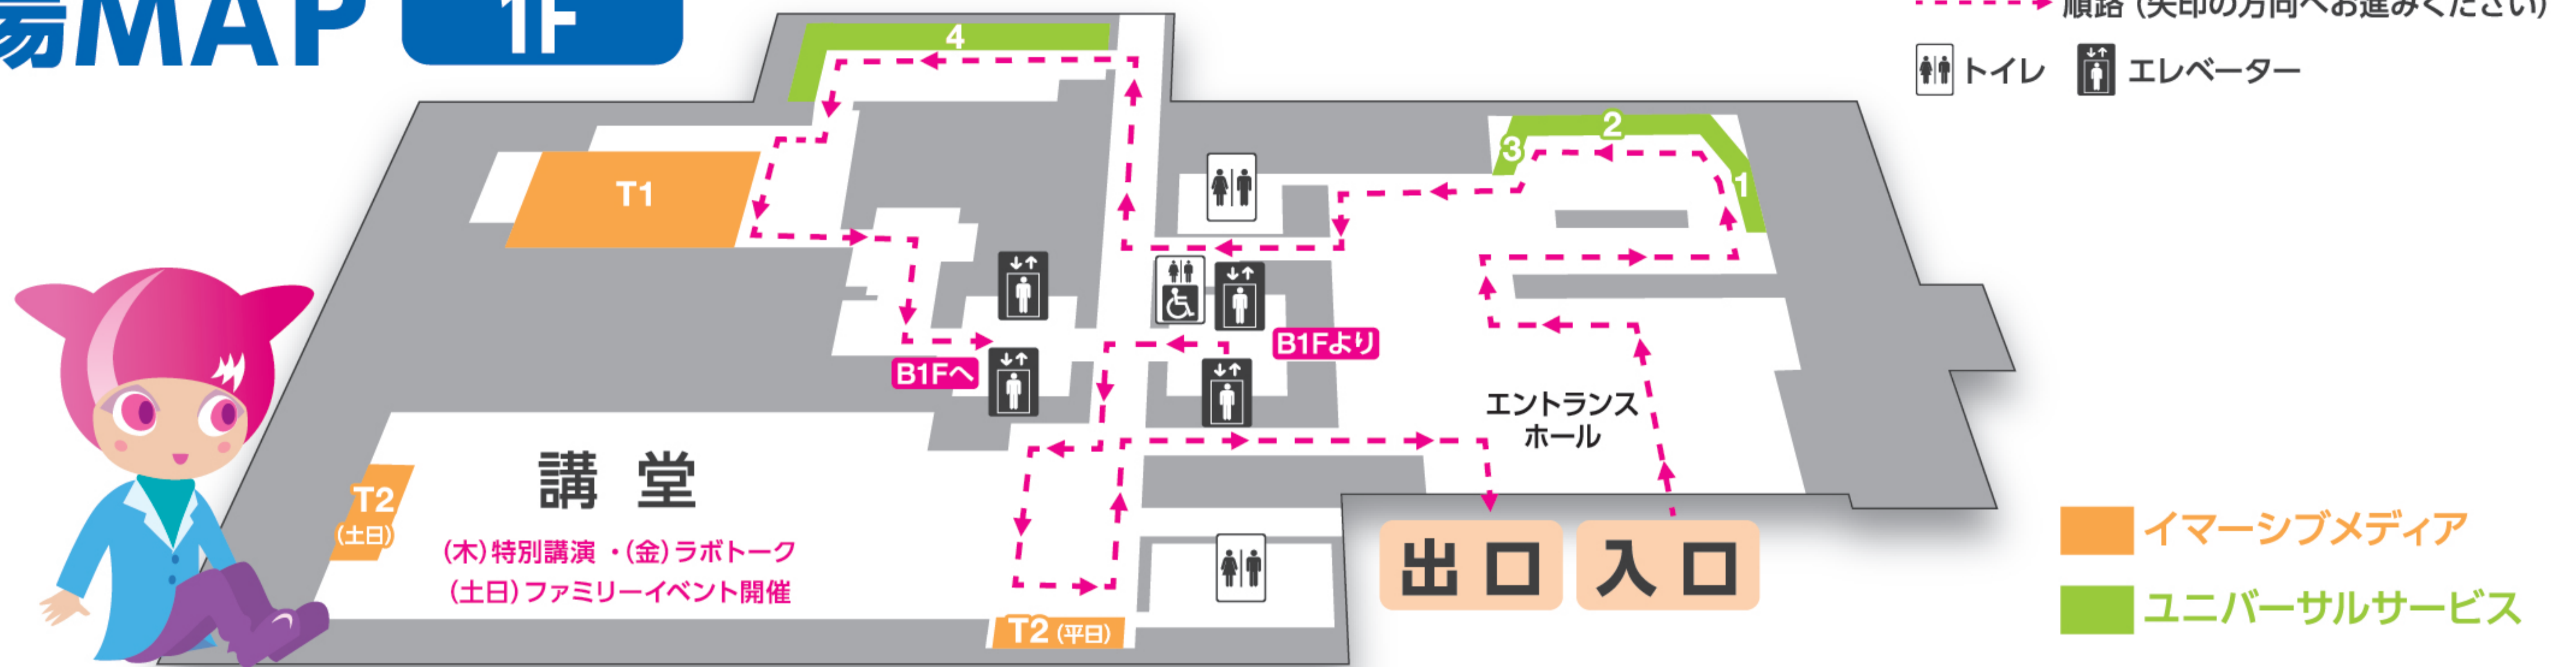 場MAP 1F
順路（矢印の方向へお進みください）
トイレ エレベーター
4
2
3
1
T1
B1Fより
B1Fへ
エントランス
ホール
講堂
T2
（土日）
（木）特別講演 ・（金）ラボトーク
（土日）ファミリーイベント開催
出口 入口
T2（平日）
イマーシブメディア
ユニバーサルサービス